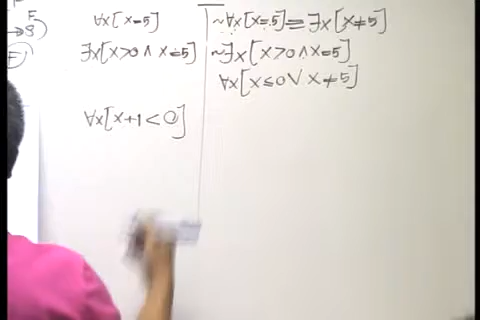 F
→S)
F
∀x[x=5]
∃x[x>0∧x=5]
∀x[x+1<0]
~∀x[x=5]≡∃x[x≠5]
~∃x[x>0∧x=5]
∀x[x≤0∨x≠5]